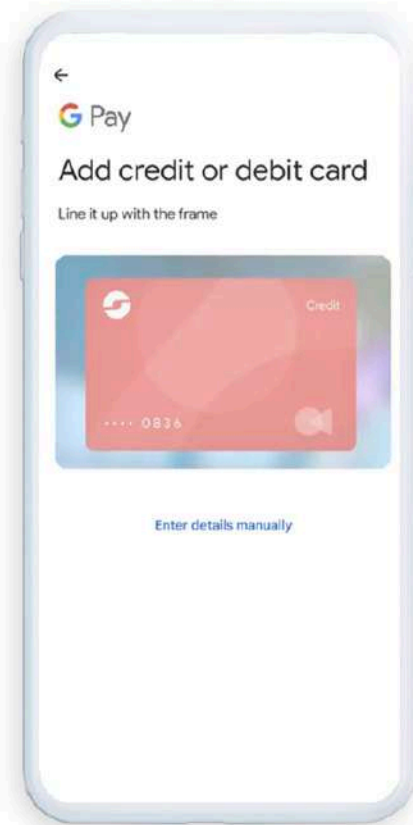 G Pay
Add credit or debit card
Line it up with the frame
Credit
•••• 0836
Enter details manually